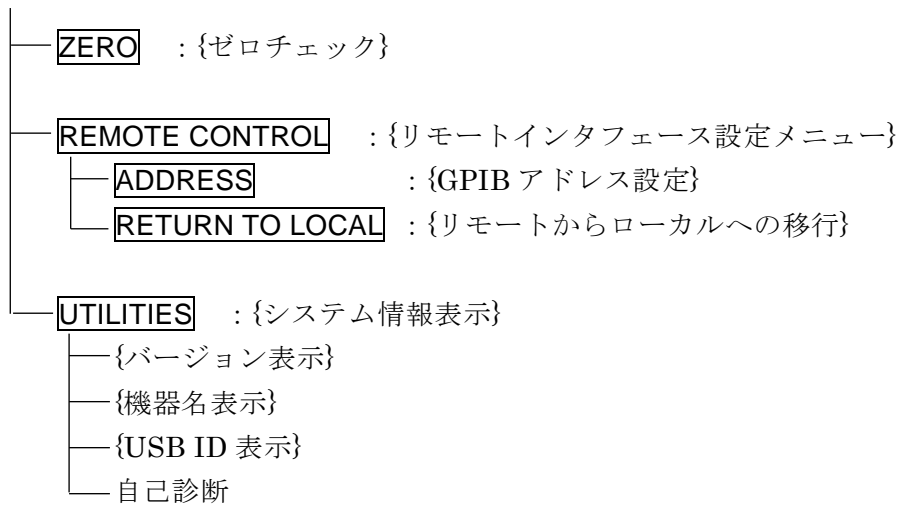 ZERO : {ゼロチェック}
REMOTE CONTROL : {リモートインタフェース設定メニュー}
ADDRESS : {GPIB アドレス設定}
RETURN TO LOCAL : {リモートからローカルへの移行}
UTILITIES : {システム情報表示}
{バージョン表示}
{機器名表示}
{USB ID 表示}
自己診断